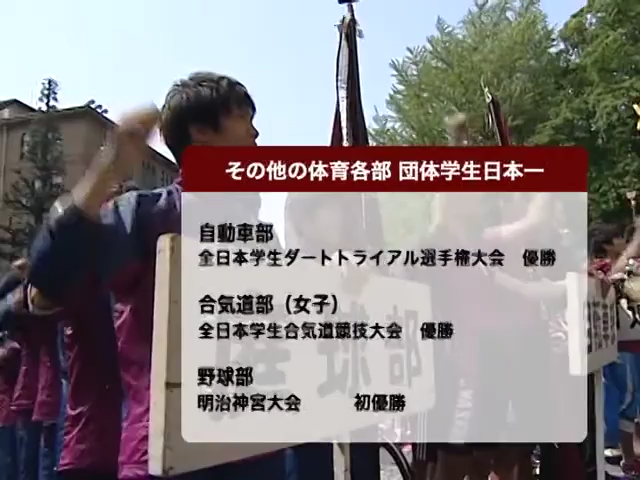 その他の体育各部 団体学生日本一
自動車部
全日本学生ダートトライアル選手権大会 優勝
合気道部（女子）
全日本学生合気道競技大会 優勝
野球部
明治神宮大会 初優勝
球部